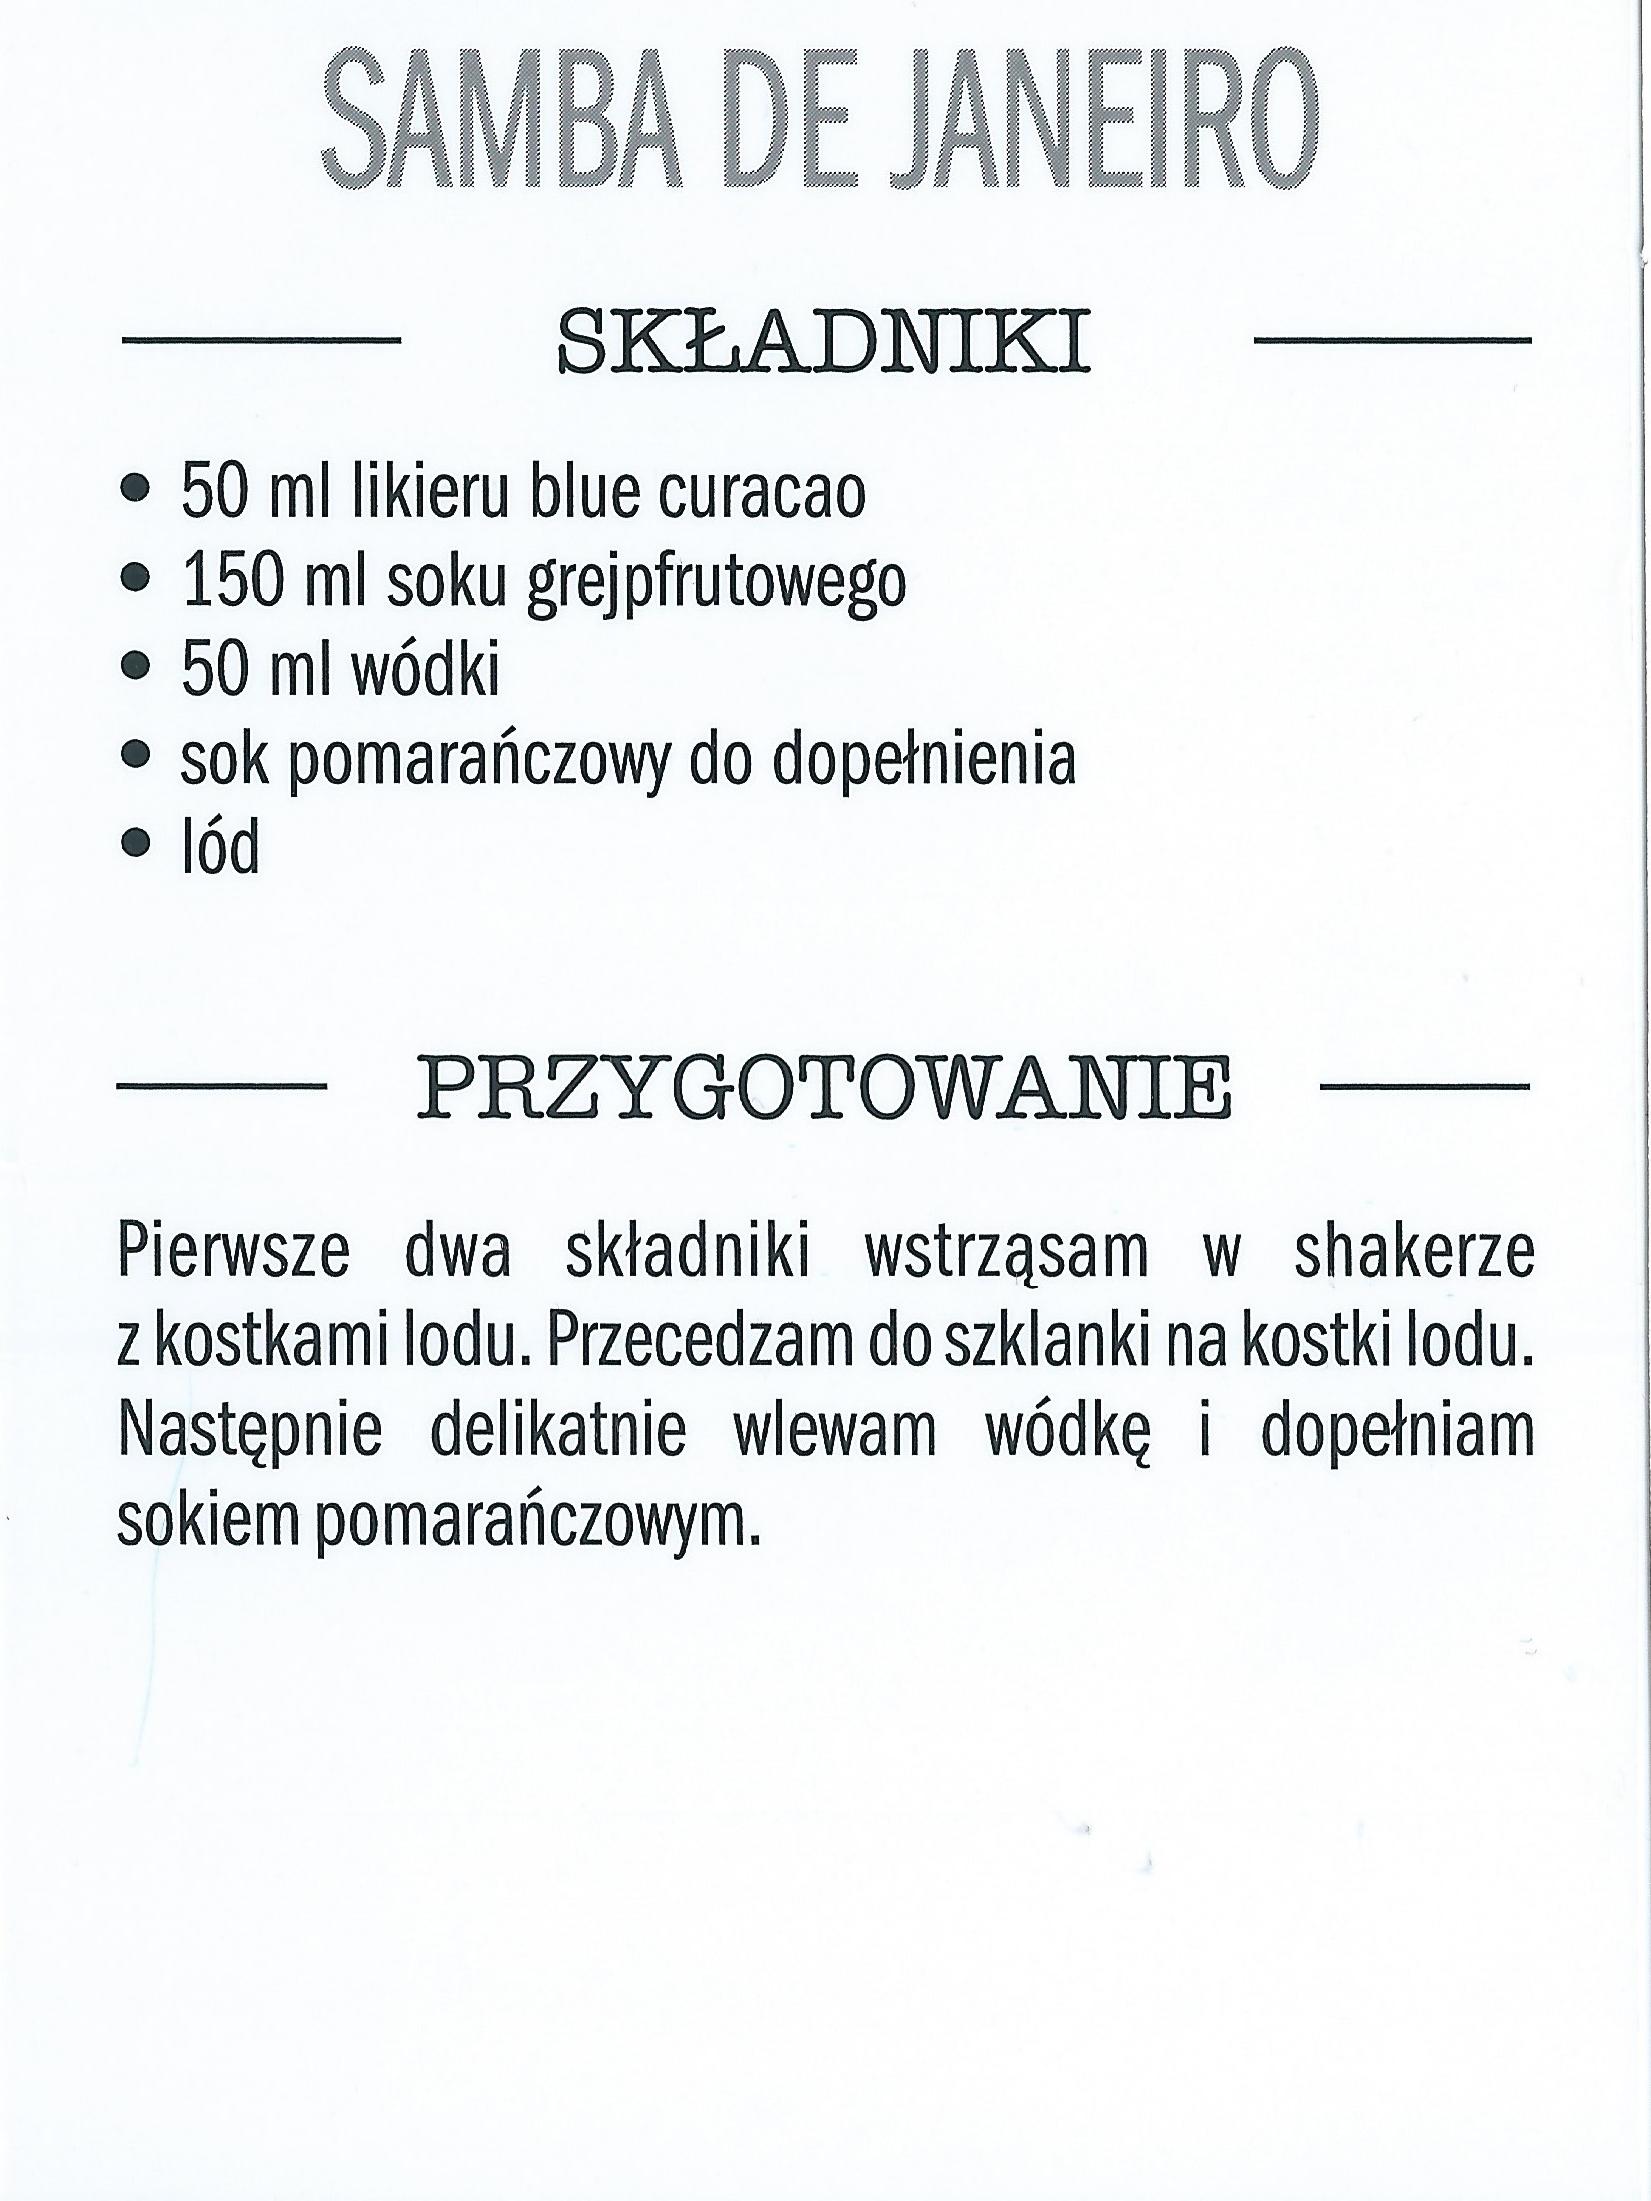 SAMBA DE JANEIRO
SKŁADNIKI
• 50 ml likieru blue curacao
• 150 ml soku grejpfrutowego
• 50 ml wódki
• sok pomarańczowy do dopełnienia
• lód
PRZYGOTOWANIE
Pierwsze dwa składniki wstrząsam w shakerze
z kostkami lodu. Przecedzam do szklanki na kostki lodu.
Następnie delikatnie wlewam wódkę i dopełniam
sokiem pomarańczowym.